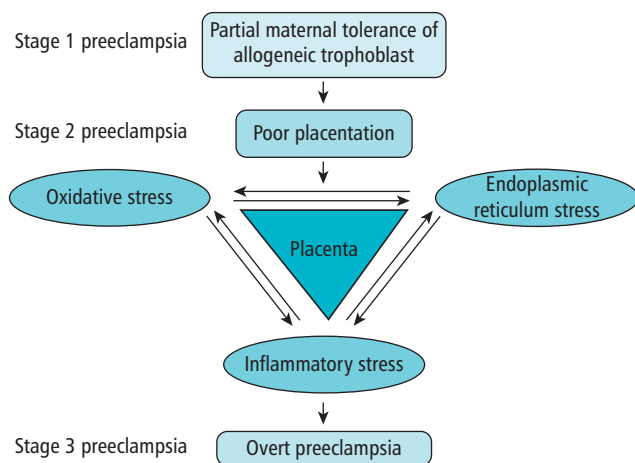 Stage 1 preeclampsia
Partial maternal tolerance of
allogeneic trophoblast
Stage 2 preeclampsia
Poor placentation
Oxidative stress
Endoplasmic
reticulum stress
Placenta
Inflammatory stress
Stage 3 preeclampsia
Overt preeclampsia